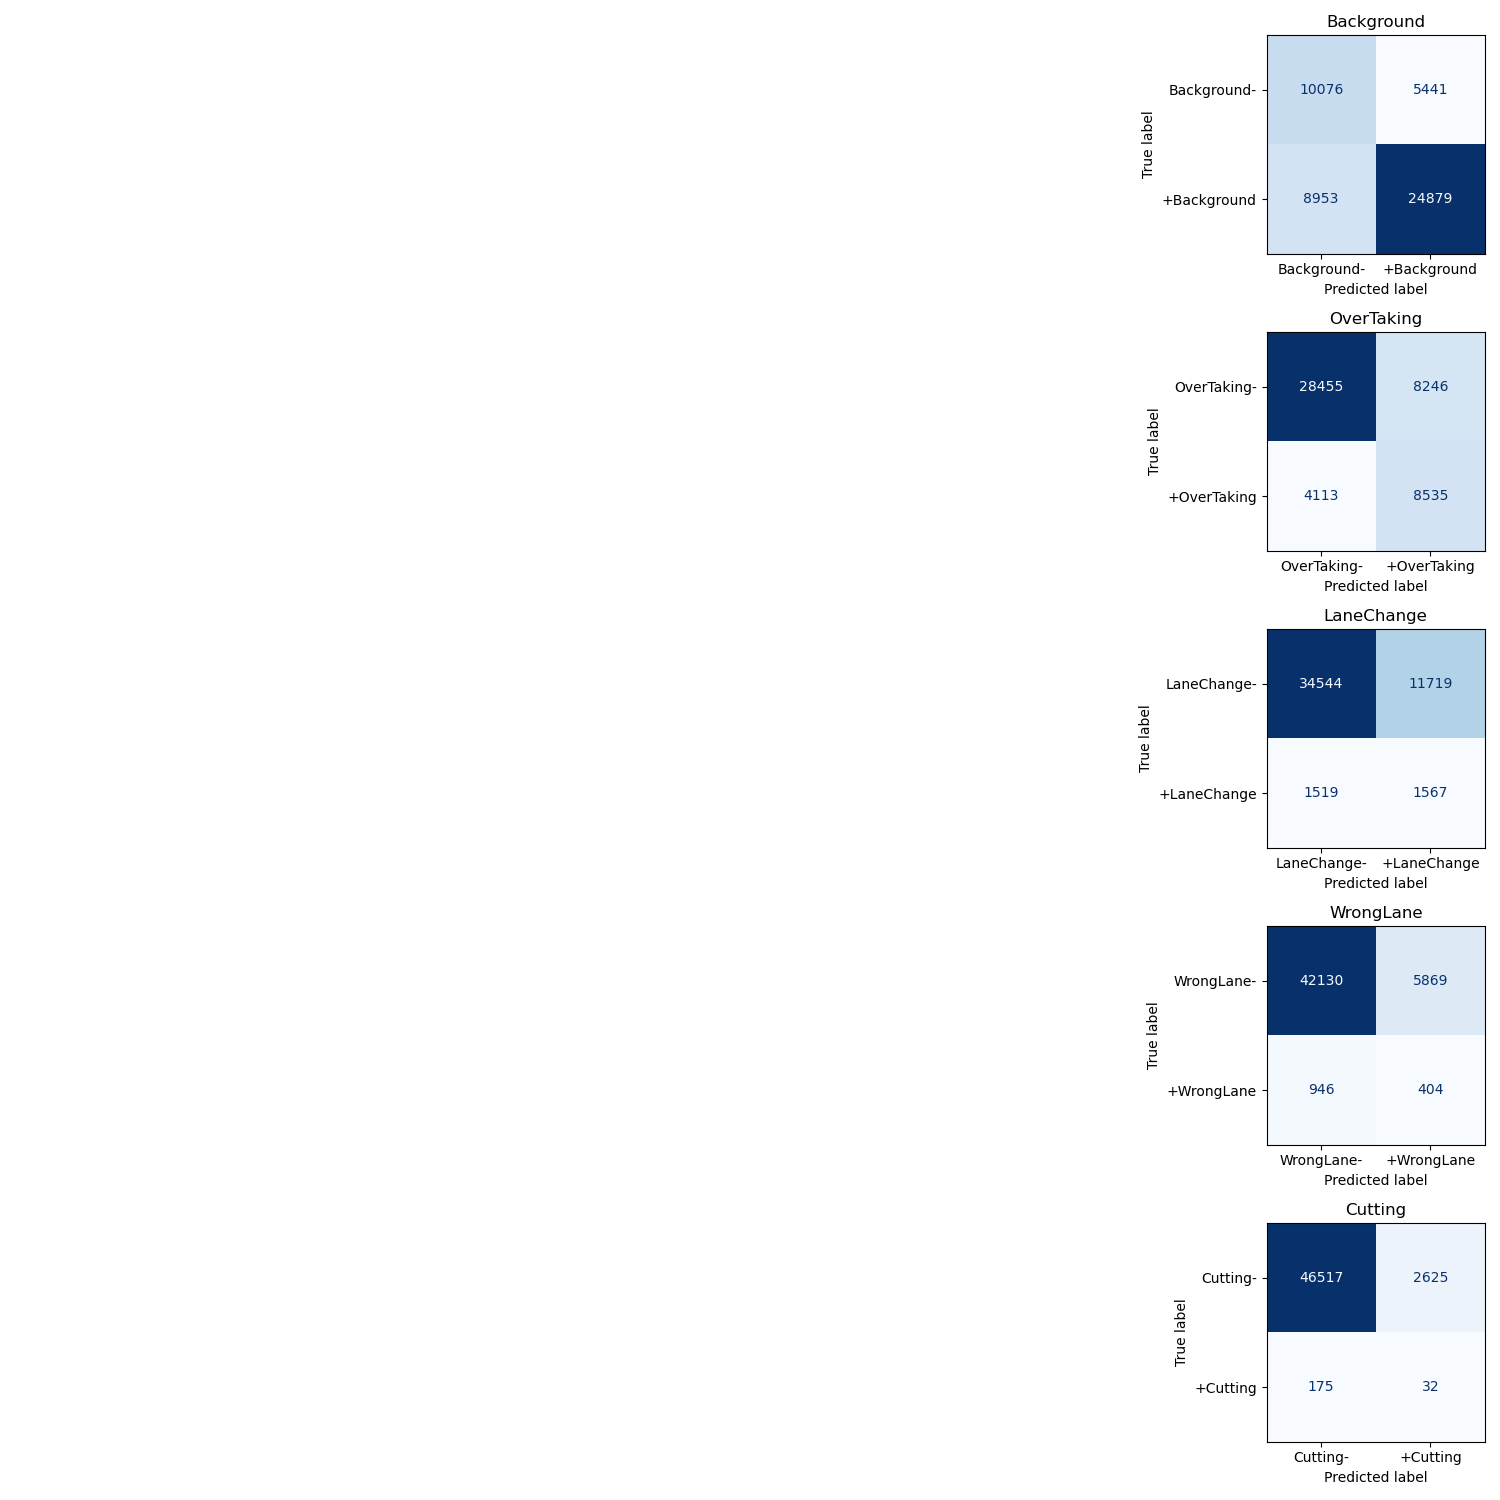 Background
Background- 10076 5441
True label
+Background 8953 24879
Background- +Background
Predicted label
OverTaking
OverTaking- 28455 8246
True label
+OverTaking 4113 8535
OverTaking- +OverTaking
Predicted label
LaneChange
LaneChange- 34544 11719
True label
+LaneChange 1519 1567
LaneChange- +LaneChange
Predicted label
WrongLane
WrongLane- 42130 5869
True label
+WrongLane 946 404
WrongLane- +WrongLane
Predicted label
Cutting
Cutting- 46517 2625
True label
+Cutting 175 32
Cutting- +Cutting
Predicted label